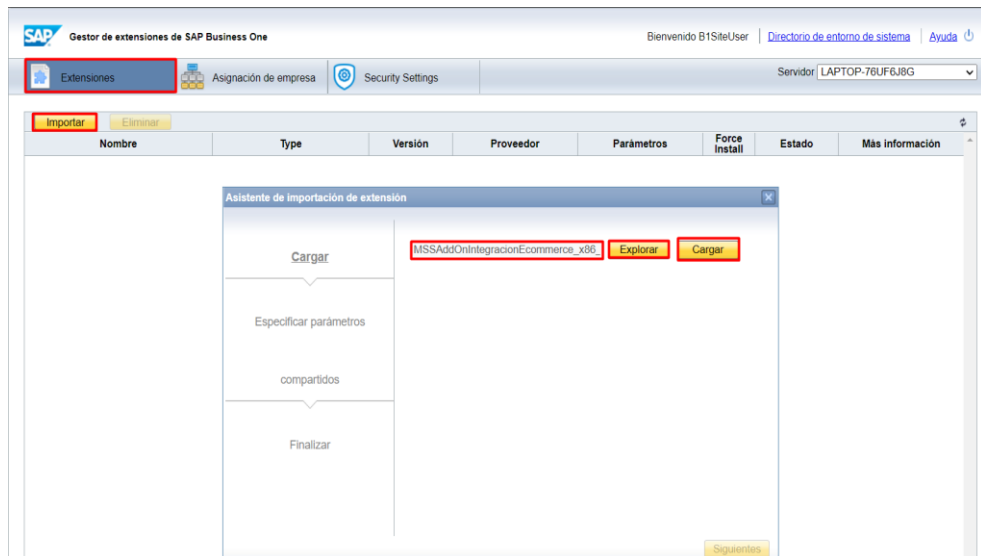 SAP Gestor de extensiones de SAP Business One Bienvenido B1SiteUser Directorio de entorno de sistema Ayuda
Extensiones Asignación de empresa Security Settings Servidor LAPTOP-76UF6J8G
Importar Eliminar
Nombre Type Versión Proveedor Parámetros Force Install Estado Más información
Asistente de importación de extensión
MSSAddOnIntegracionEcommerce_x86_ Explorar Cargar
Cargar
Especificar parámetros
compartidos
Finalizar
Siguientes